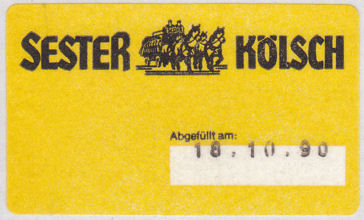 SESTER KÖLSCH
Abgefüllt am:
18.10.90